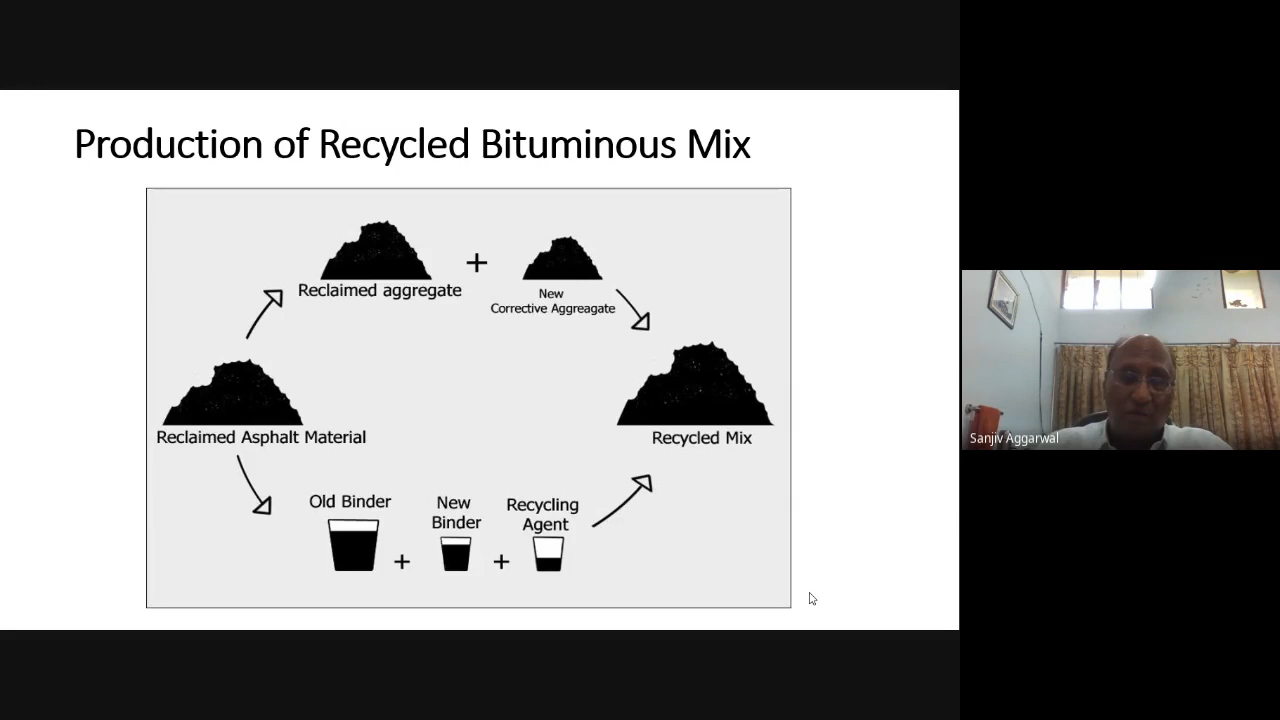 Production of Recycled Bituminous Mix
+
Reclaimed aggregate
New
Corrective Aggreagate
Reclaimed Asphalt Material
Recycled Mix
Old Binder
New
Binder
Recycling
Agent
+
+
Sanjiv Aggarwal